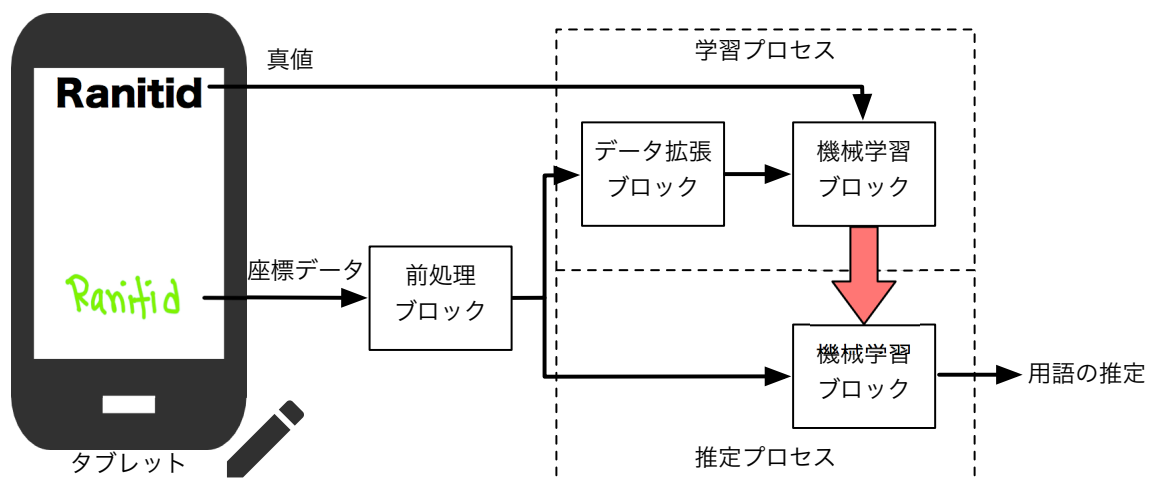 真値
学習プロセス
Ranitid
データ拡張
ブロック
機械学習
ブロック
Ranitid
座標データ
前処理
ブロック
機械学習
ブロック
用語の推定
タブレット
推定プロセス